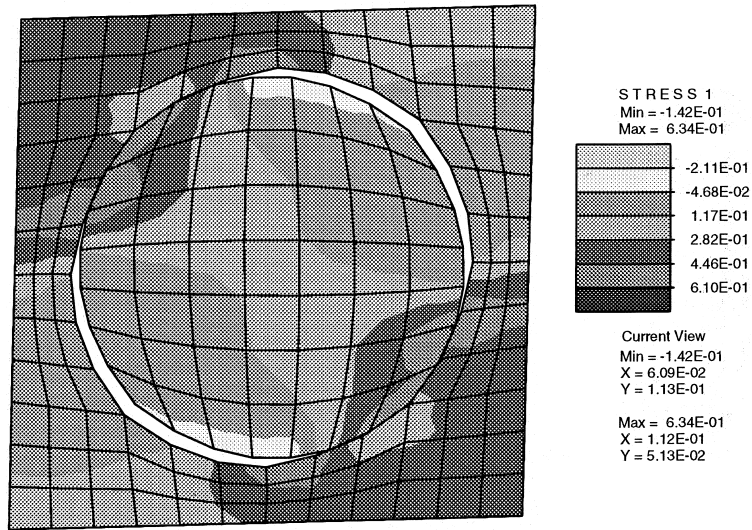 S T R E S S 1
Min = -1.42E-01
Max = 6.34E-01
-2.11E-01
-4.68E-02
1.17E-01
2.82E-01
4.46E-01
6.10E-01
Current View
Min = -1.42E-01
X = 6.09E-02
Y = 1.13E-01
Max = 6.34E-01
X = 1.12E-01
Y = 5.13E-02